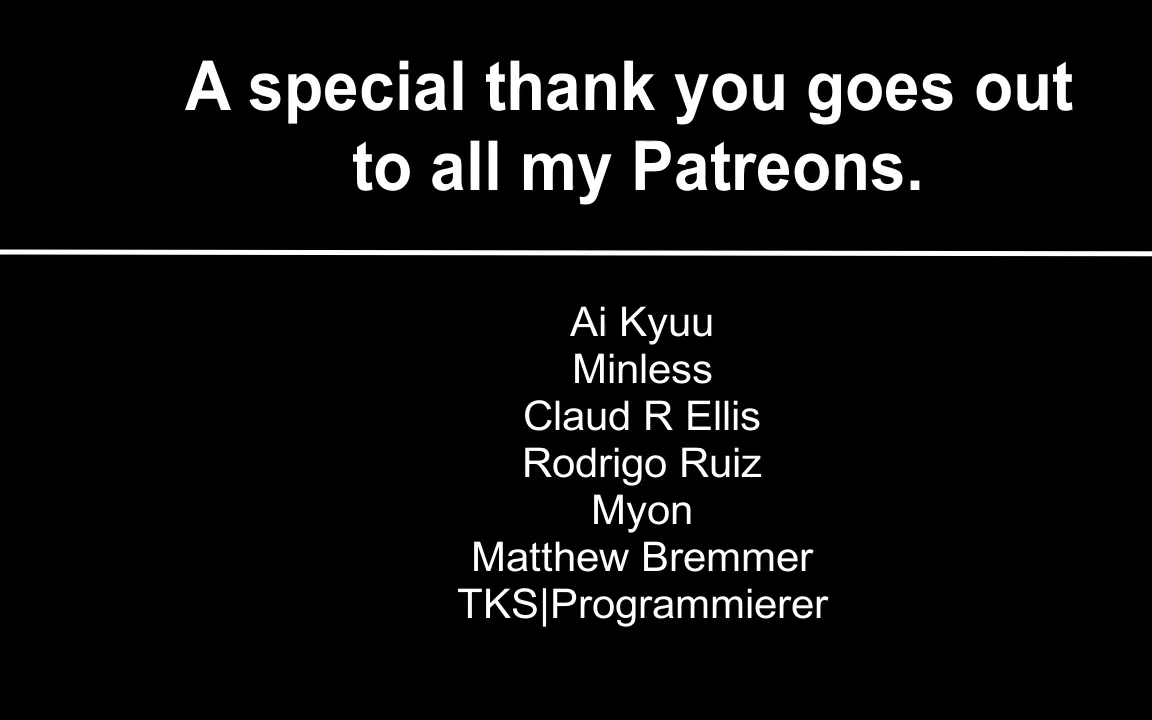 A special thank you goes out
to all my Patreons.
Ai Kyuu
Minless
Claud R Ellis
Rodrigo Ruiz
Myon
Matthew Bremmer
TKS|Programmierer